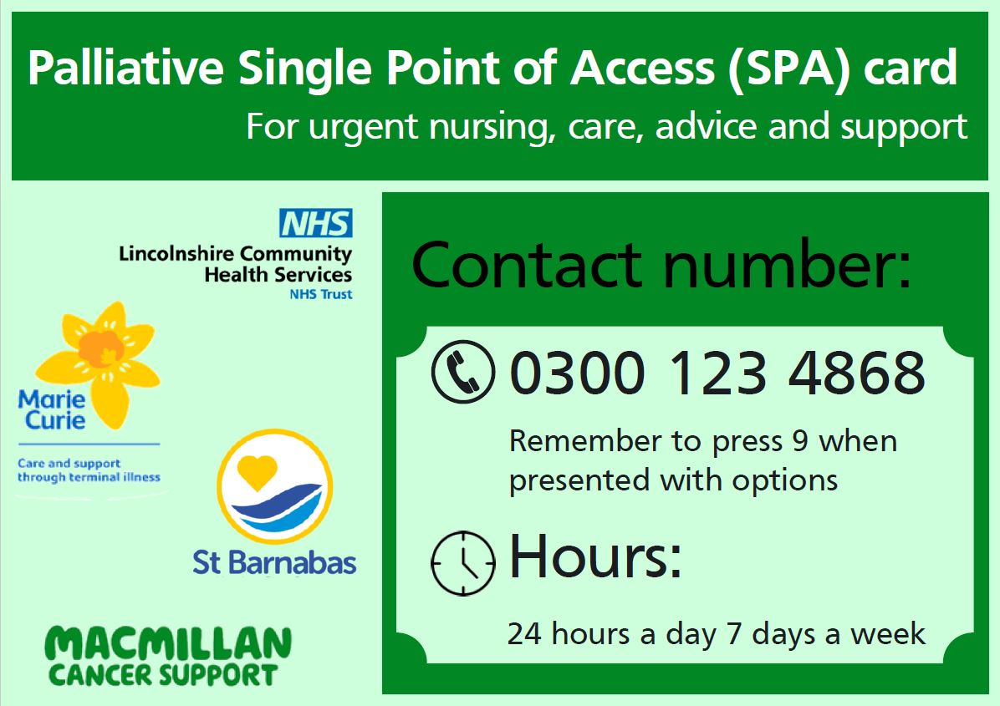 Palliative Single Point of Access (SPA) card
For urgent nursing, care, advice and support
NHS
Lincolnshire Community
Health Services
NHS Trust
Marie
Curie
Care and support
through terminal illness
St Barnabas
MACMILLAN
CANCER SUPPORT
Contact number:
0300 123 4868
Remember to press 9 when
presented with options
Hours:
24 hours a day 7 days a week